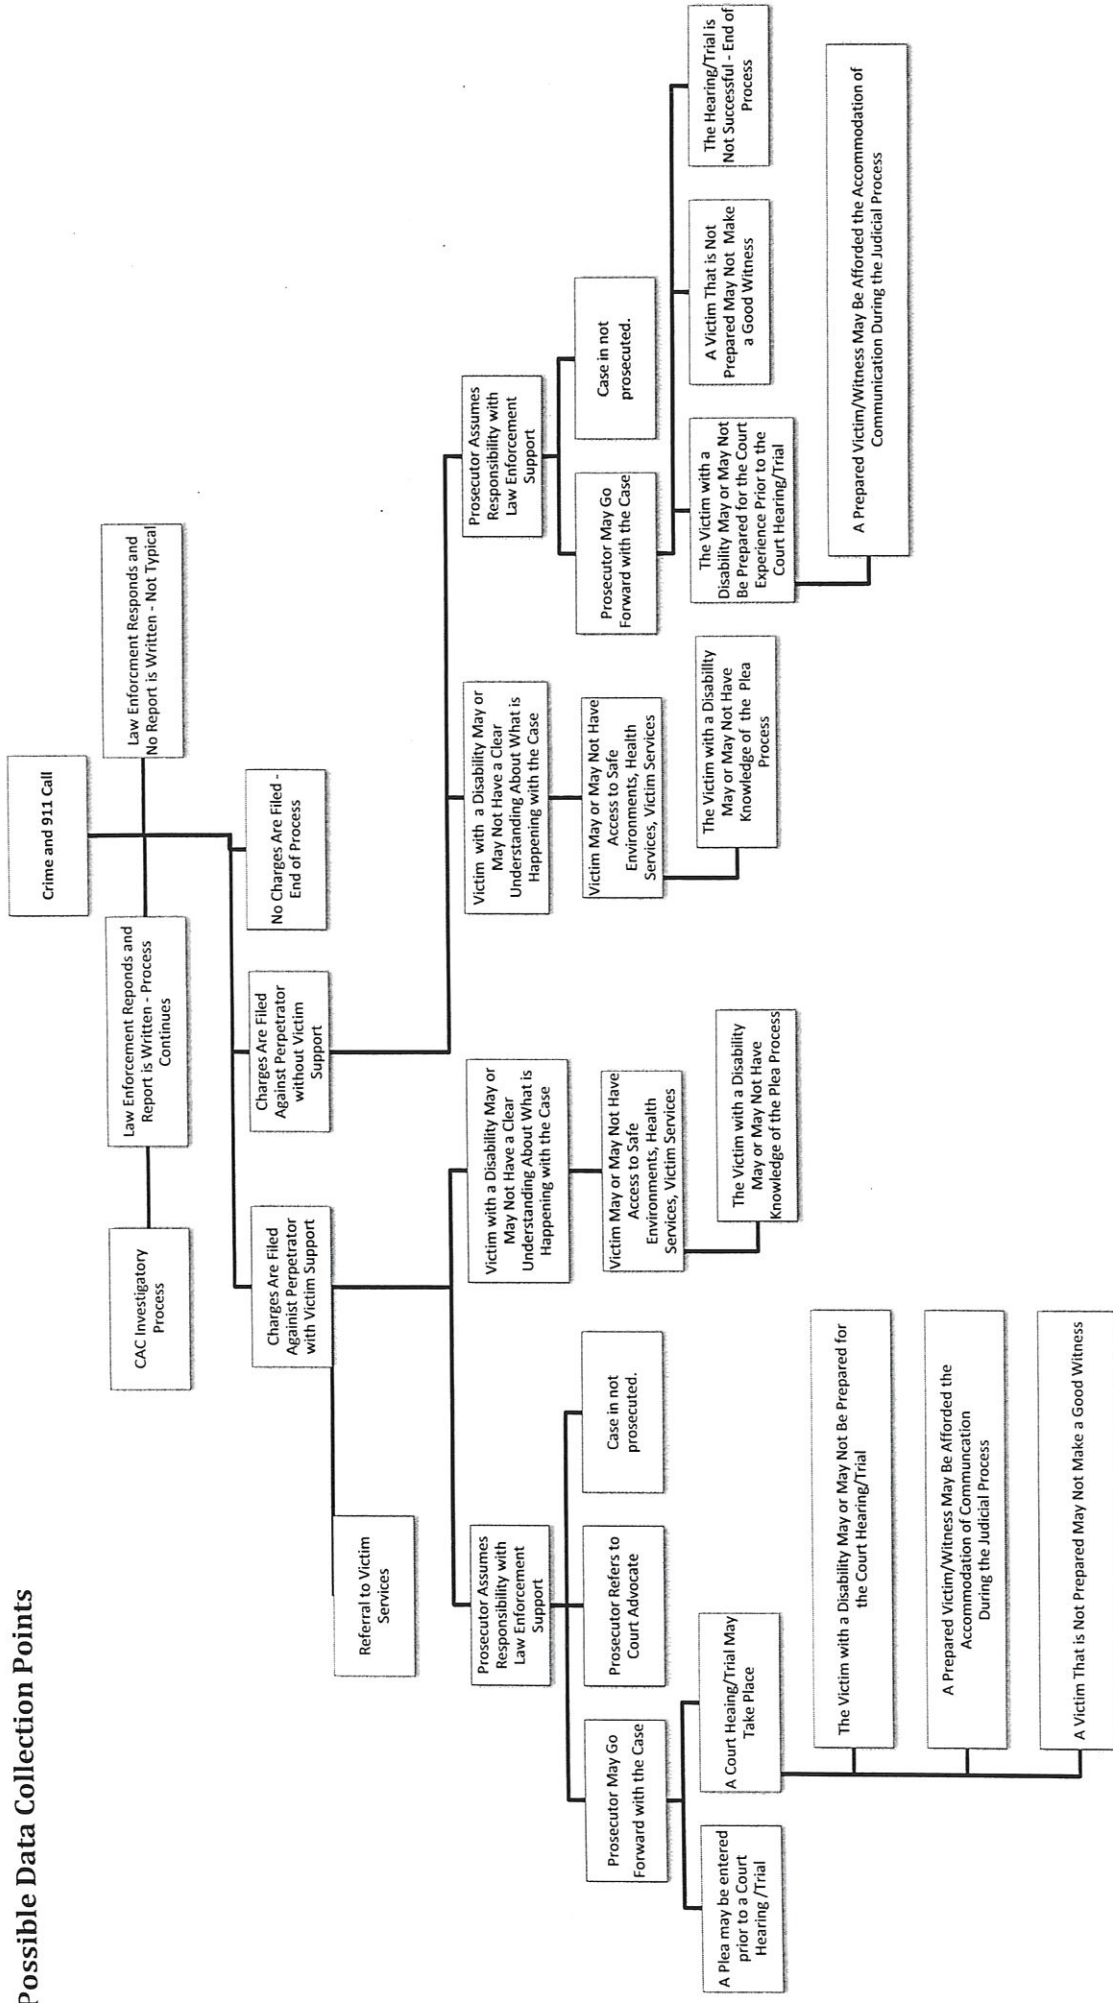 Possible Data Collection Points
Crime and 911 Call
CAC Investigatory
Process
Law Enforcement Reponds and
Report is Written - Process
Continues
Law Enforcment Responds and
No Report is Written - Not Typical
Charges Are Filed
Againist Perpetrator
with Victim Support
Charges Are Filed
Against Perpetrator
without Victim
Support
No Charges Are Filed -
End of Process
Referral to Victim
Services
Prosecutor Assumes
Responsibility with
Law Enforcement
Support
Victim with a Disability May or
May Not Have a Clear
Understanding About What is
Happening with the Case
Victim with a Disability May or
May Not Have a Clear
Understanding About What is
Happening with the Case
Prosecutor Assumes
Responsibility with
Law Enforcement
Support
Prosecutor May Go
Forward with the Case
Prosecutor Refers to
Court Advocate
Case in not
prosecuted.
Victim May or May Not Have
Access to Safe
Environments, Health
Services, Victim Services
Victim May or May Not Have
Access to Safe
Environments, Health
Services, Victim Services
Prosecutor May Go
Forward with the Case
Case in not
prosecuted.
A Plea may be entered
prior to a Court
Hearing /Trial
A Court Heaing/Trial May
Take Place
The Victim with a Disability
May or May Not Have
Knowledge of the Plea Process
The Victim with a Disability
May or May Not Have
Knowledge of the Plea
Process
The Victim with a
Disability May or May Not
Be Prepared for the Court
Experience Prior to the
Court Hearing/Trial
A Victim That is Not
Prepared May Not Make
a Good Witness
The Hearing/Trial is
Not Successful - End of
Process
The Victim with a Disability May or May Not Be Prepared for
the Court Hearing/Trial
A Prepared Victim/Witness May Be Afforded the Accommodation of
Communication During the Judicial Process
A Prepared Victim/Witness May Be Afforded the
Accommodation of Communcation
During the Judicial Process
A Victim That is Not Prepared May Not Make a Good Witness